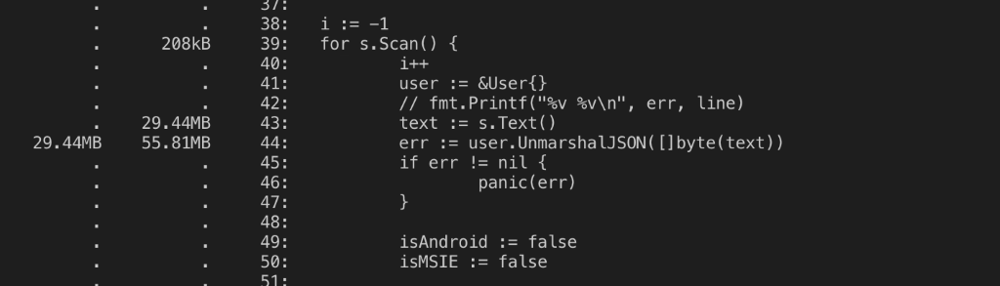 . . 37:
. . 38: i := -1
. 208kB 39: for s.Scan() {
. . 40: i++
. . 41: user := &User{}
. . 42: // fmt.Printf("%v %v\n", err, line)
. 29.44MB 43: text := s.Text()
29.44MB 55.81MB 44: err := user.UnmarshalJSON([]byte(text))
. . 45: if err != nil {
. . 46: panic(err)
. . 47: }
. . 48:
. . 49: isAndroid := false
. . 50: isMSIE := false
. . 51: